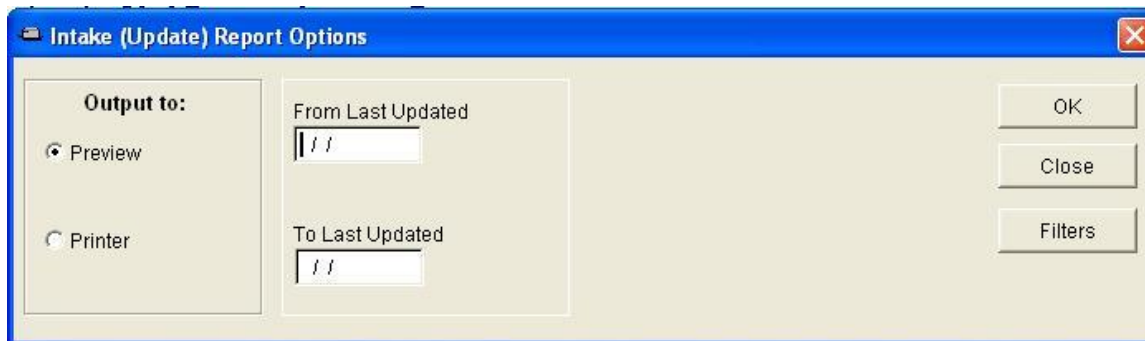 Intake (Update) Report Options
Output to:
Preview
Printer
From Last Updated
/ /
To Last Updated
/ /
OK
Close
Filters